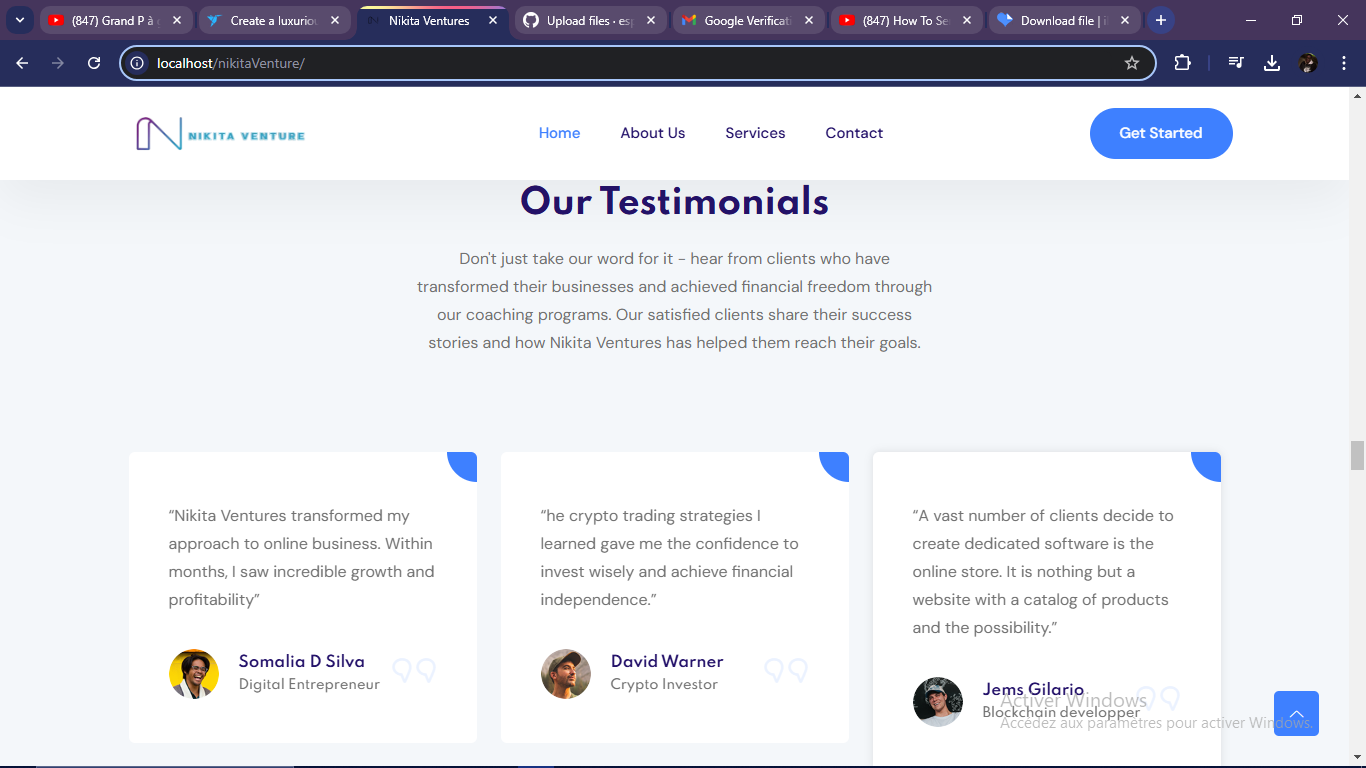 (847) Grand P à
Create a luxuriou
Nikita Ventures
Upload files · esp
Google Verificati
(847) How To Se
Download file | i
localhost/nikitaVenture/
NIKITA VENTURE
Home
About Us
Services
Contact
Get Started
Our Testimonials
Don't just take our word for it - hear from clients who have
transformed their businesses and achieved financial freedom through
our coaching programs. Our satisfied clients share their success
stories and how Nikita Ventures has helped them reach their goals.
“Nikita Ventures transformed my
approach to online business. Within
months, I saw incredible growth and
profitability”
Somalia D Silva
Digital Entrepreneur
“he crypto trading strategies I
learned gave me the confidence to
invest wisely and achieve financial
independence.”
David Warner
Crypto Investor
“A vast number of clients decide to
create dedicated software is the
online store. It is nothing but a
website with a catalog of products
and the possibility.”
Jems Gilario
Blockchain developper
Activer Windows
Accédez aux paramètres pour activer Windows.